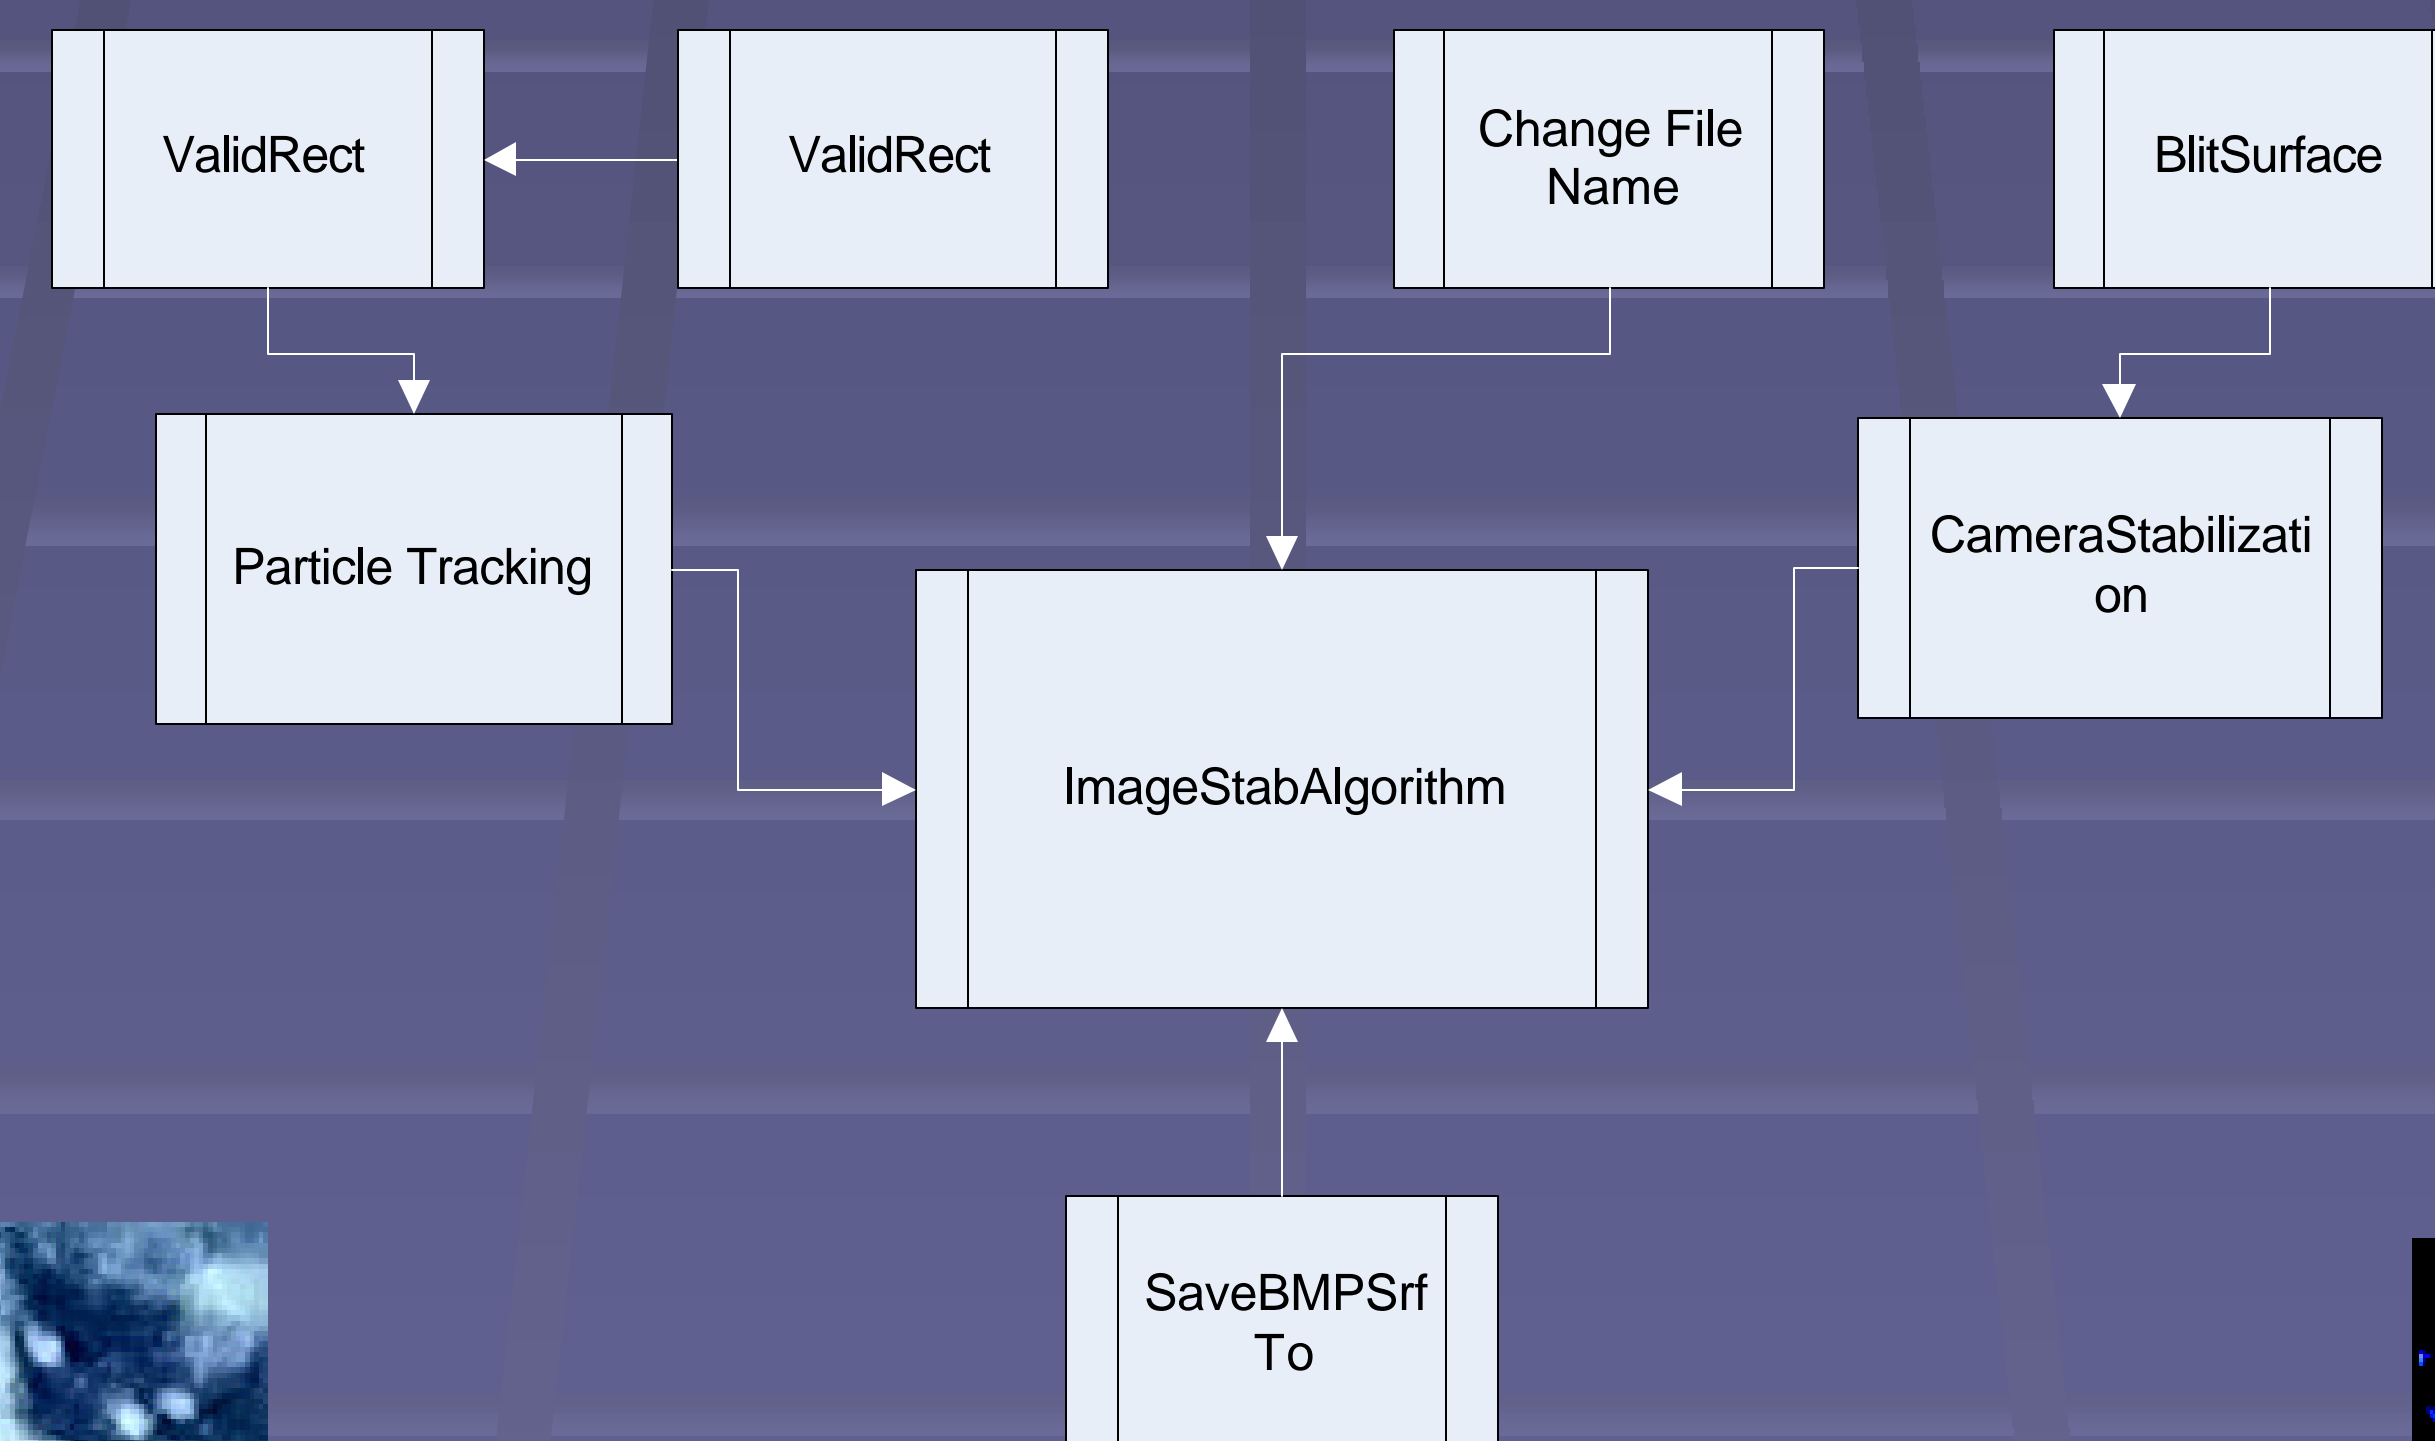 ValidRect
ValidRect
Change File
Name
BlitSurface
Particle Tracking
CameraStabilizati
on
ImageStabAlgorithm
SaveBMPSrf
To